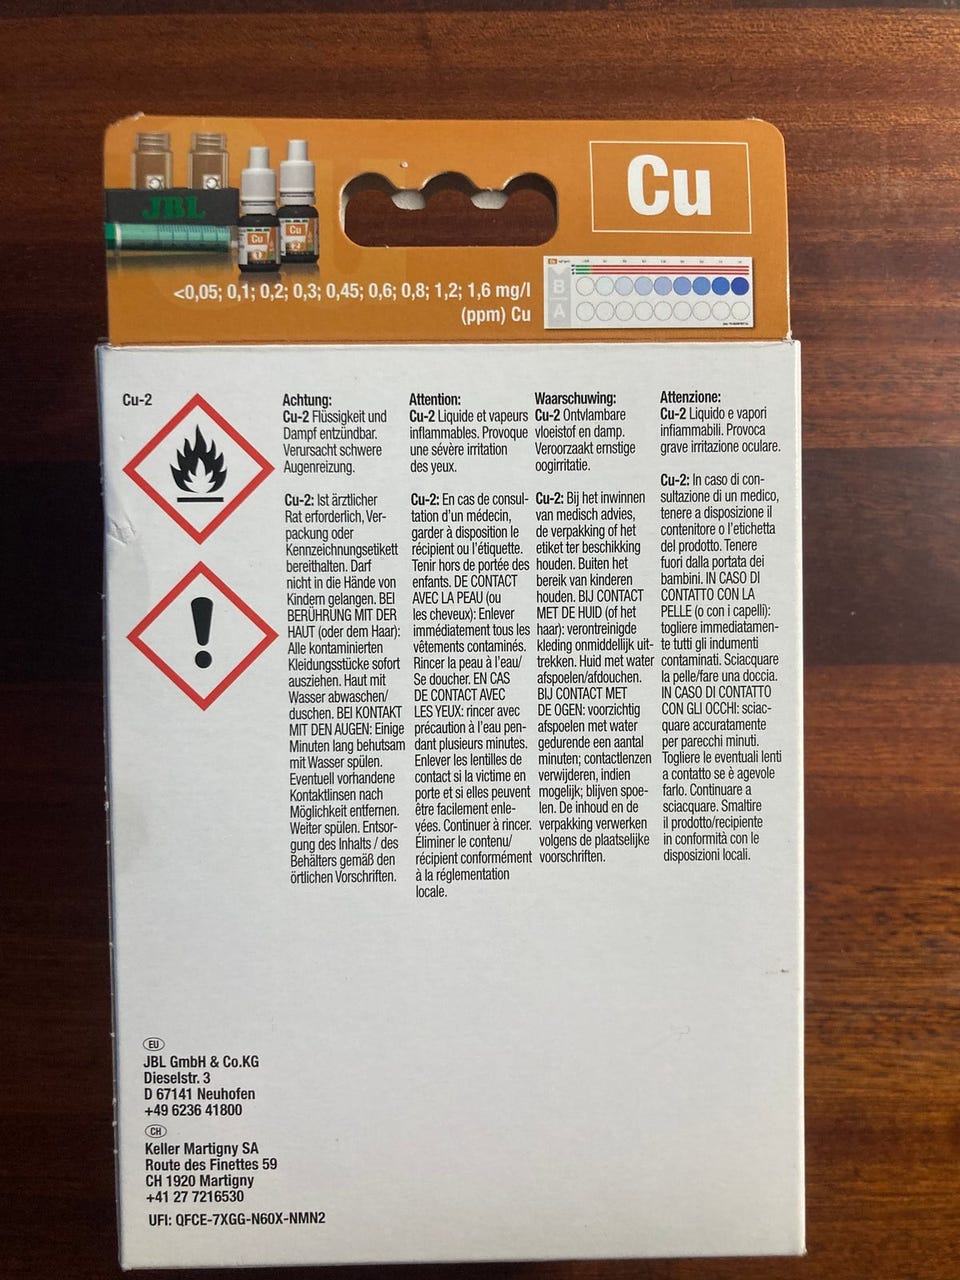 JBL
Cu
1
Cu
2
Cu
<0,05; 0,1; 0,2; 0,3; 0,45; 0,6; 0,8; 1,2; 1,6 mg/l
(ppm) Cu
B
A
Cu-2
Achtung:
Cu-2 Flüssigkeit und
Dampf entzündbar.
Verursacht schwere
Augenreizung.
Cu-2: Ist ärztlicher
Rat erforderlich, Ver-
packung oder
Kennzeichnungsetikett
bereithalten. Darf
nicht in die Hände von
Kindern gelangen. BEI
BERÜHRUNG MIT DER
HAUT (oder dem Haar):
Alle kontaminierten
Kleidungsstücke sofort
ausziehen. Haut mit
Wasser abwaschen/
duschen. BEI KONTAKT
MIT DEN AUGEN: Einige
Minuten lang behutsam
mit Wasser spülen.
Eventuell vorhandene
Kontaktlinsen nach
Möglichkeit entfernen.
Weiter spülen. Entsor-
gung des Inhalts / des
Behälters gemäß den
örtlichen Vorschriften.
Attention:
Cu-2 Liquide et vapeurs
inflammables. Provoque
une sévère irritation
des yeux.
Cu-2: En cas de consul-
tation d'un médecin,
garder à disposition le
récipient ou l'étiquette.
Tenir hors de portée des
enfants. DE CONTACT
AVEC LA PEAU (ou
les cheveux): Enlever
immédiatement tous les
vêtements contaminés.
Rincer la peau à l'eau/
Se doucher. EN CAS
DE CONTACT AVEC
LES YEUX: rincer avec
précaution à l'eau pen-
dant plusieurs minutes.
Enlever les lentilles de
contact si la victime en
porte et si elles peuvent
être facilement enle-
vées. Continuer à rincer.
Éliminer le contenu/
récipient conformément
à la réglementation
locale.
Waarschuwing:
Cu-2 Ontvlambare
vloeistof en damp.
Veroorzaakt ernstige
oogirritatie.
Cu-2: Bij het inwinnen
van medisch advies,
de verpakking of het
etiket ter beschikking
houden. Buiten het
bereik van kinderen
houden. BIJ CONTACT
MET DE HUID (of het
haar): verontreinigde
kleding onmiddellijk uit-
trekken. Huid met water
afspoelen/afdouchen.
BIJ CONTACT MET
DE OGEN: voorzichtig
afspoelen met water
gedurende een aantal
minuten; contactlenzen
verwijderen, indien
mogelijk; blijven spoe-
len. De inhoud en de
verpakking verwerken
volgens de plaatselijke
voorschriften.
Attenzione:
Cu-2 Liquido e vapori
infiammabili. Provoca
grave irritazione oculare.
Cu-2: In caso di con-
sultazione di un medico,
tenere a disposizione il
contenitore o l'etichetta
del prodotto. Tenere
fuori dalla portata dei
bambini. IN CASO DI
CONTATTO CON LA
PELLE (o con i capelli):
togliere immediatamen-
te tutti gli indumenti
contaminati. Sciacquare
la pelle/fare una doccia.
IN CASO DI CONTATTO
CON GLI OCCHI: sciac-
quare accuratamente
per parecchi minuti.
Togliere le eventuali lenti
a contatto se è agevole
farlo. Continuare a
sciacquare. Smaltire
il prodotto/recipiente
in conformità con le
disposizioni locali.
EU
JBL GmbH & Co.KG
Dieselstr. 3
D 67141 Neuhofen
+49 6236 41800
CH
Keller Martigny SA
Route des Finettes 59
CH 1920 Martigny
+41 27 7216530
UFI: QFCE-7XGG-N60X-NMN2